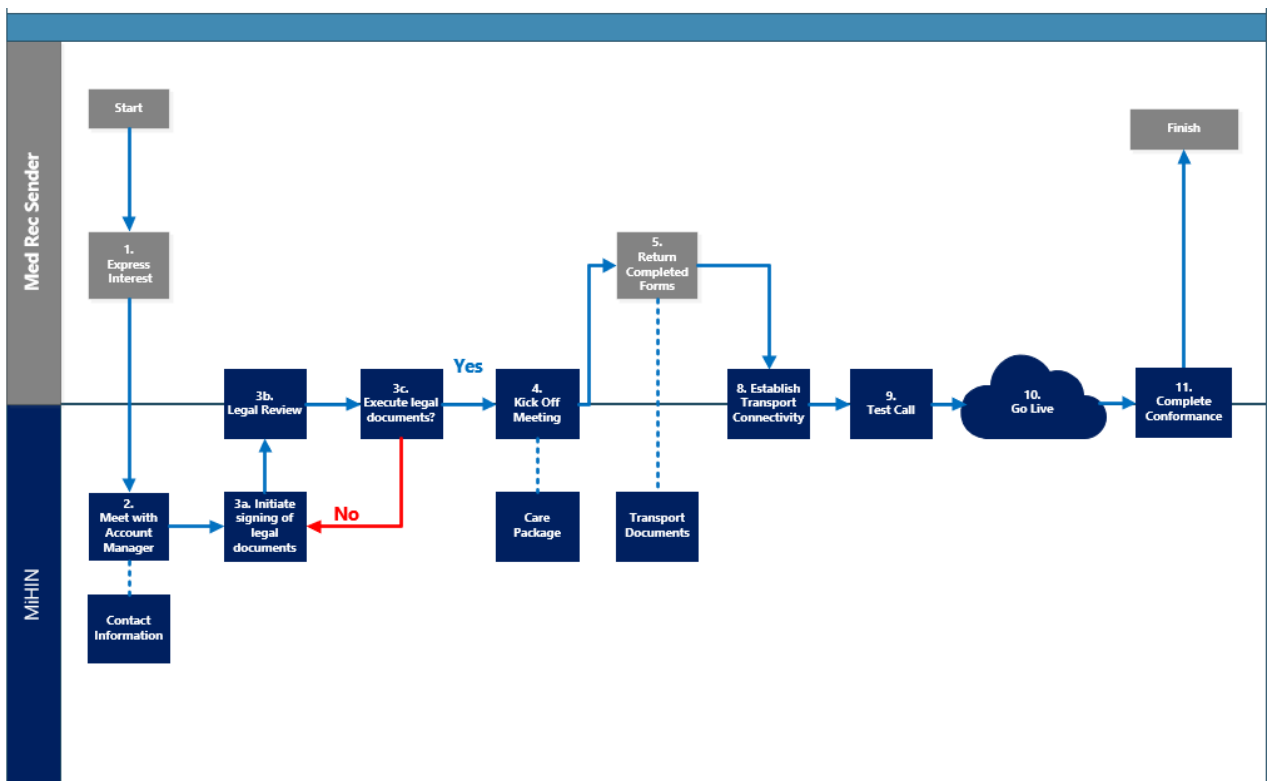 Med Rec Sender
Start
Finish
1.
Express
Interest
5.
Return
Completed
Forms
3b.
Legal Review
3c.
Execute legal
documents?
Yes
4.
Kick Off
Meeting
8. Establish
Transport
Connectivity
9.
Test Call
10.
Go Live
11.
Complete
Conformance
MiHIN
2.
Meet with
Account
Manager
3a. Initiate
signing of
legal
documents
No
Care
Package
Transport
Documents
Contact
Information